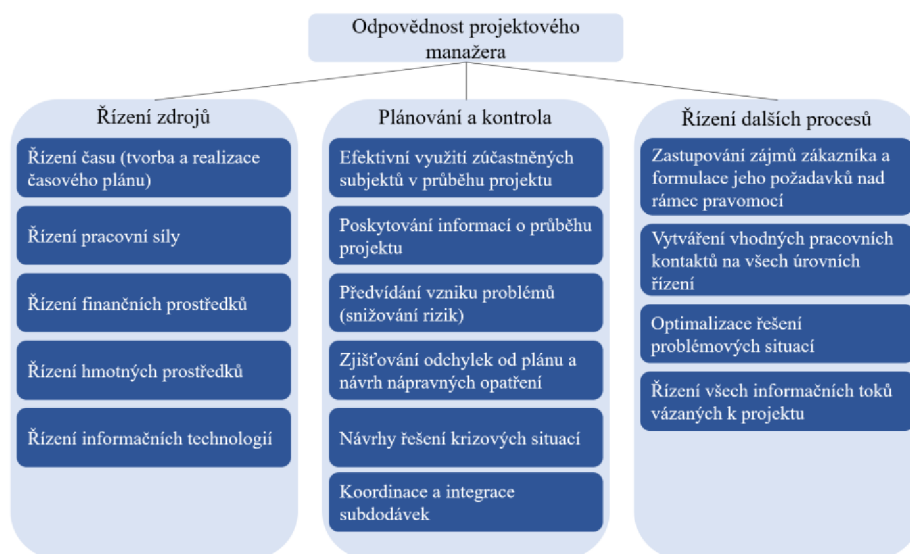 Odpovědnost projektového
manažera
Řízení zdrojů
Řízení času (tvorba a realizace
časového plánu)
Řízení pracovní síly
Řízení finančních prostředků
Řízení hmotných prostředků
Řízení informačních technologií
Plánování a kontrola
Efektivní využití zúčastněných
subjektů v průběhu projektu
Poskytování informací o průběhu
projektu
Předvídání vzniku problémů
(snižování rizik)
Zjišťování odchylek od plánu a
návrh nápravných opatření
Návrhy řešení krizových situací
Koordinace a integrace
subdodávek
Řízení dalších procesů
Zastupování zájmů zákazníka a
formulace jeho požadavků nad
rámec pravomocí
Vytváření vhodných pracovních
kontaktů na všech úrovních
řízení
Optimalizace řešení
problémových situací
Řízení všech informačních toků
vázaných k projektu